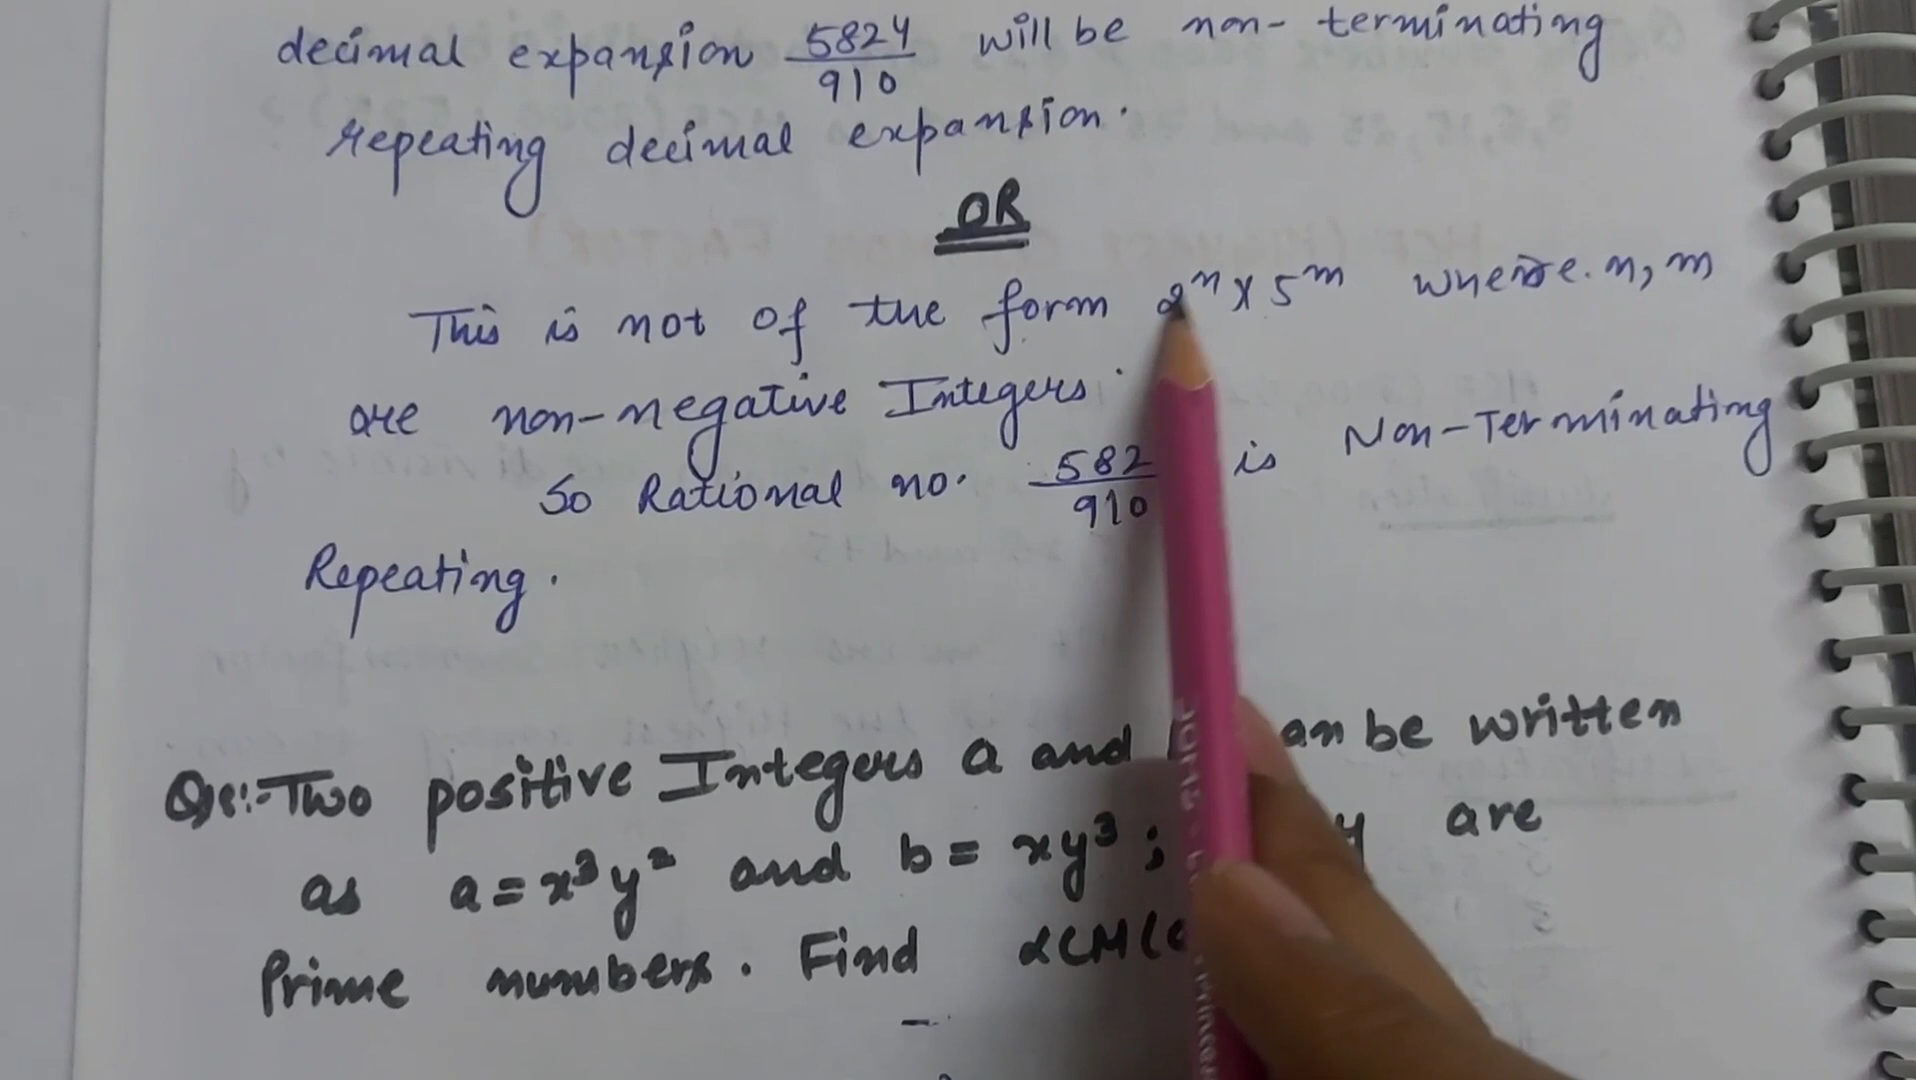 decimal expansion 5824/910 will be non-terminating
repeating decimal expansion.
OR
This is not of the form 2ⁿ x 5ᵐ where n, m
are non-negative Integers.
So Rational no. 582/910 is Non-Terminating
Repeating.
Que:- Two positive Integers a and be written
as a = x³y² and b = xy³ ; y are
Prime numbers. Find LCM(